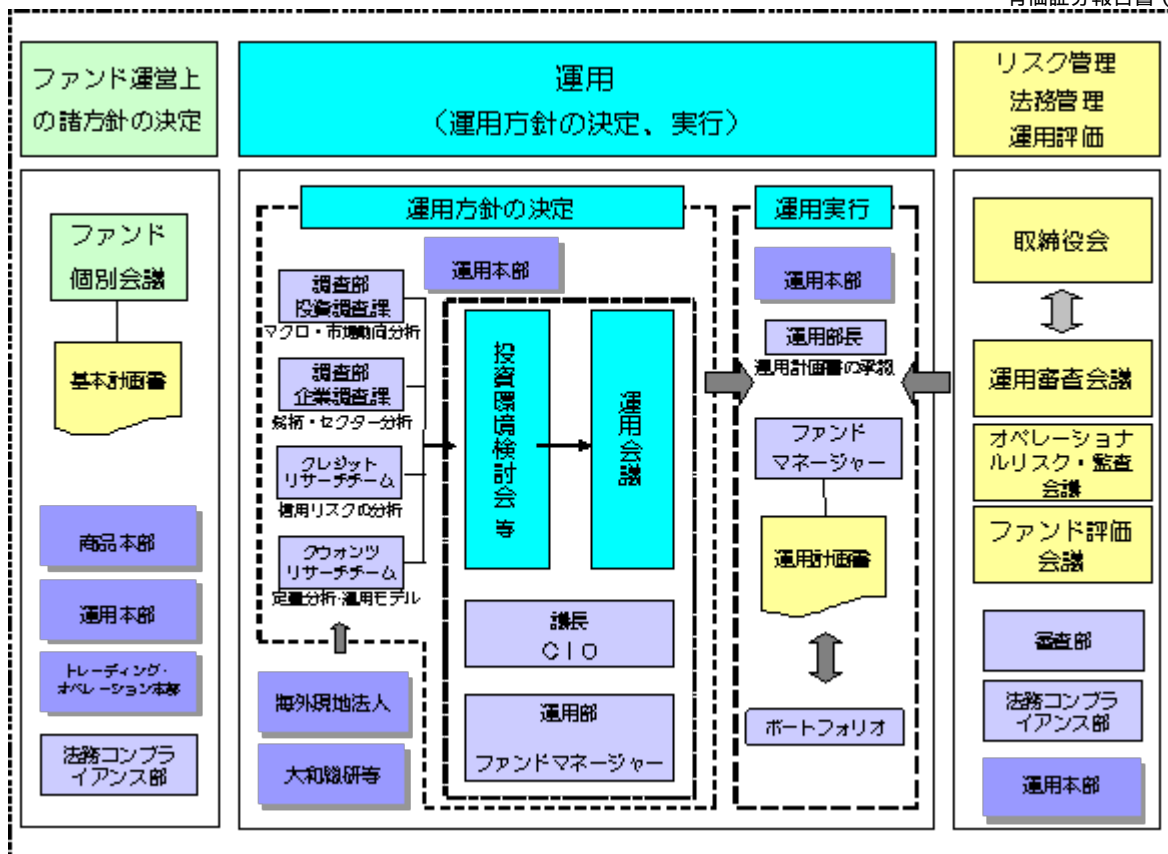 有価証券報告書（
ファンド運営上
の諸方針の決定
ファンド
個別会議
基本計画書
商品本部
運用本部
トレーディング・
オペレーション本部
法務コンプラ
イアンス部
運用
（運用方針の決定、実行）
運用方針の決定
運用本部
調査部
投資調査課
マクロ・市場動向分析
調査部
企業調査課
銘柄・セクター分析
クレジット
リサーチチーム
信用リスクの分析
クウォンツ
リサーチチーム
定量分析・運用モデル
海外現地法人
大和総研等
投資環境検討会 等
運用会議
議長
CIO
運用部
ファンドマネージャー
運用実行
運用本部
運用部長
運用計画書の承認
ファンド
マネージャー
運用計画書
ポートフォリオ
リスク管理
法務管理
運用評価
取締役会
運用審査会議
オペレーショナ
ルリスク・監査
会議
ファンド評価
会議
審査部
法務コンプラ
イアンス部
運用本部